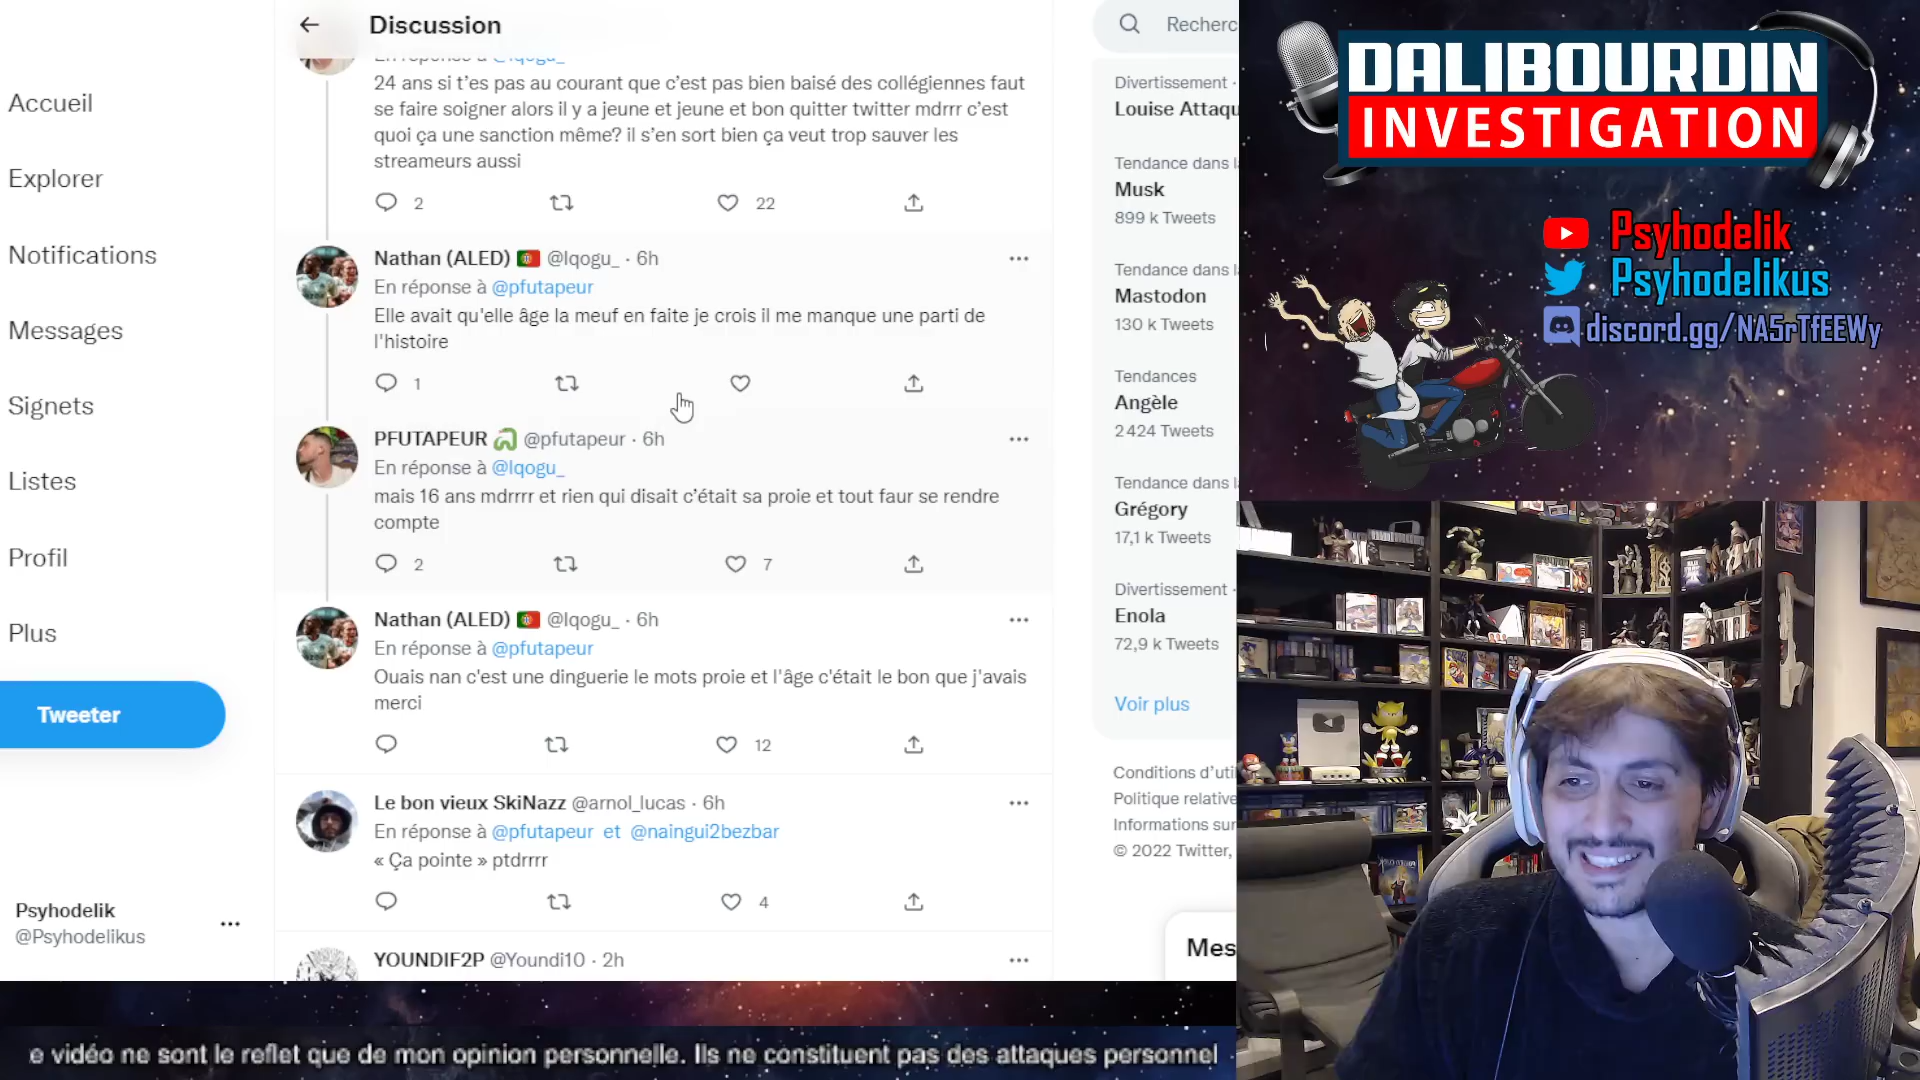 Discussion
En réponse à @lqogu_
24 ans si t'es pas au courant que c'est pas bien baisé des collégiennes faut
se faire soigner alors il y a jeune et jeune et bon quitter twitter mdrrr c'est
quoi ça une sanction même? il s'en sort bien ça veut trop sauver les
streameurs aussi
2
22
Nathan (ALED) @lqogu_ · 6h
En réponse à @pfutapeur
Elle avait qu'elle âge la meuf en faite je crois il me manque une parti de
l'histoire
1
PFUTAPEUR @pfutapeur · 6h
En réponse à @lqogu_
mais 16 ans mdrrrr et rien qui disait c'était sa proie et tout faur se rendre
compte
2
7
Nathan (ALED) @lqogu_ · 6h
En réponse à @pfutapeur
Ouais nan c'est une dinguerie le mots proie et l'âge c'était le bon que j'avais
merci
12
Le bon vieux SkiNazz @arnol_lucas · 6h
En réponse à @pfutapeur et @naingui2bezbar
« Ça pointe » ptdrrrr
4
YOUNDIF2P @Youndi10 · 2h
Accueil
Explorer
Notifications
Messages
Signets
Listes
Profil
Plus
Tweeter
Psyhodelik
@Psyhodelikus
Recherc
Divertissement ·
Louise Attaqu
Tendance dans l
Musk
899 k Tweets
Tendance dans l
Mastodon
130 k Tweets
Tendances
Angèle
2 424 Tweets
Tendance dans l
Grégory
17,1 k Tweets
Divertissement ·
Enola
72,9 k Tweets
Voir plus
Conditions d'util
Politique relative
Informations sur
© 2022 Twitter,
Mes
DALIBOURDIN
INVESTIGATION
Psyhodelik
Psyhodelikus
discord.gg/NA5rTfEEWy
e vidéo ne sont le reflet que de mon opinion personnelle. Ils ne constituent pas des attaques personnel